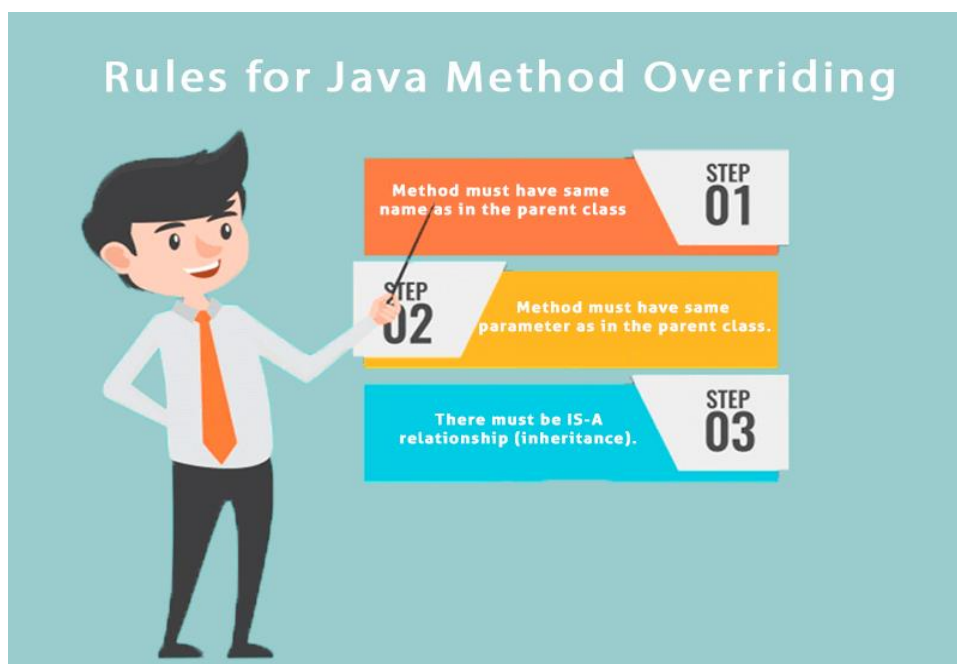 Rules for Java Method Overriding
Method must have same
name as in the parent class
STEP
01
STEP
02
Method must have same
parameter as in the parent class.
There must be IS-A
relationship (inheritance).
STEP
03